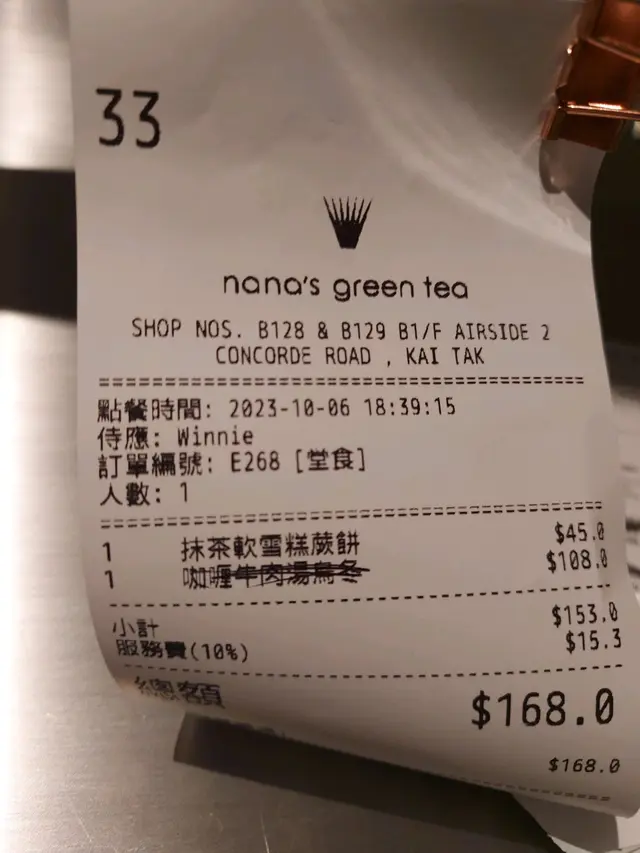 33
nana's green tea
SHOP NOS. B128 & B129 B1/F AIRSIDE 2
CONCORDE ROAD , KAI TAK
點餐時間: 2023-10-06 18:39:15
侍應: Winnie
訂單編號: E268 [堂食]
人數: 1
1 抹茶軟雪糕蕨餅 $45.0
1 咖喱牛肉湯烏冬 $108.0
小計 $153.0
服務費(10%) $15.3
總額 $168.0
$168.0